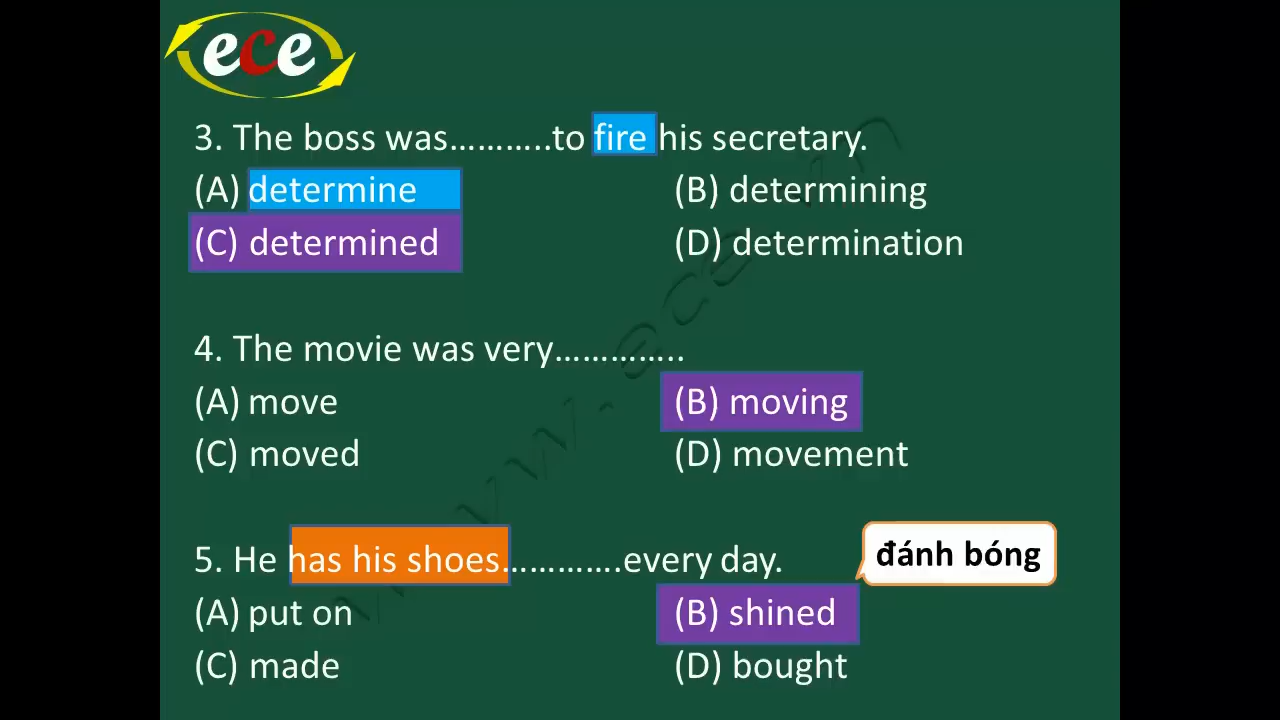 ece
3. The boss was………..to fire his secretary.
(A) determine (B) determining
(C) determined (D) determination
4. The movie was very…………..
(A) move (B) moving
(C) moved (D) movement
5. He has his shoes………….every day.
đánh bóng
(A) put on (B) shined
(C) made (D) bought